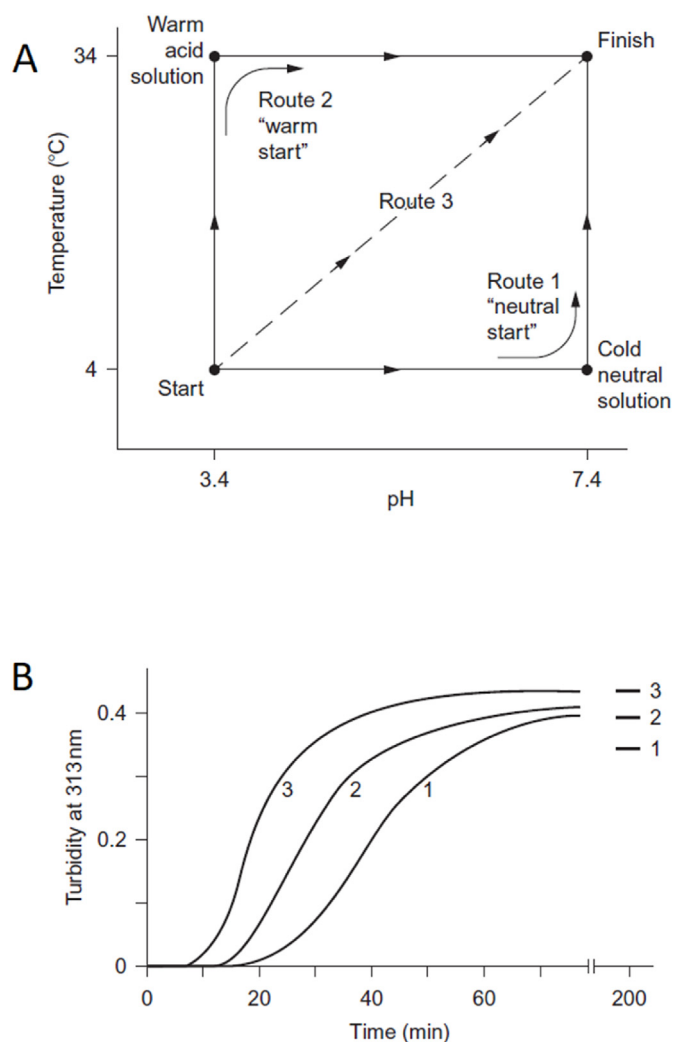 A
Warm
acid
solution
Finish
34
Route 2
"warm
start"
Route 3
Temperature (°C)
Route 1
"neutral
start"
4
Start
Cold
neutral
solution
3.4
7.4
pH
B
3
2
1
0.4
3
2
1
0.2
Turbidity at 313nm
0
0
20
40
60
200
Time (min)